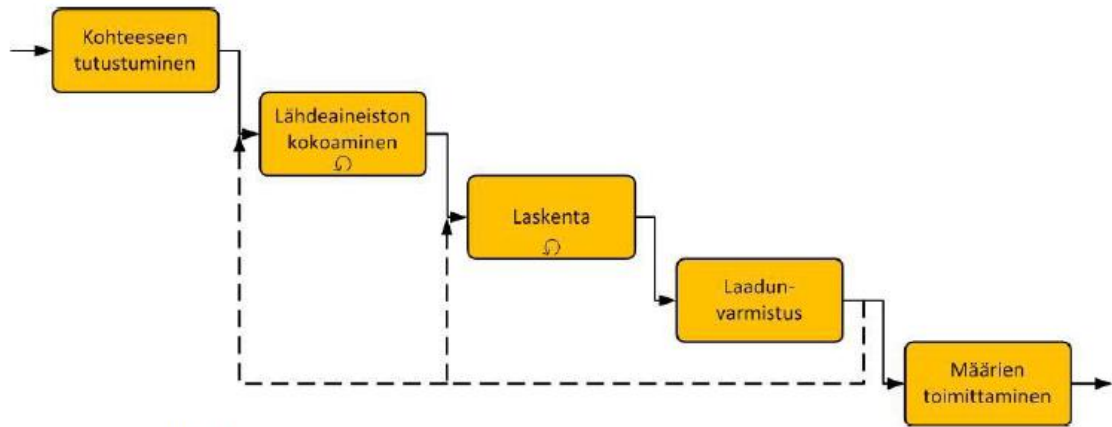 Kohteeseen
tutustuminen
Lähdeaineiston
kokoaminen
Laskenta
Laadun-
varmistus
Määrien
toimittaminen